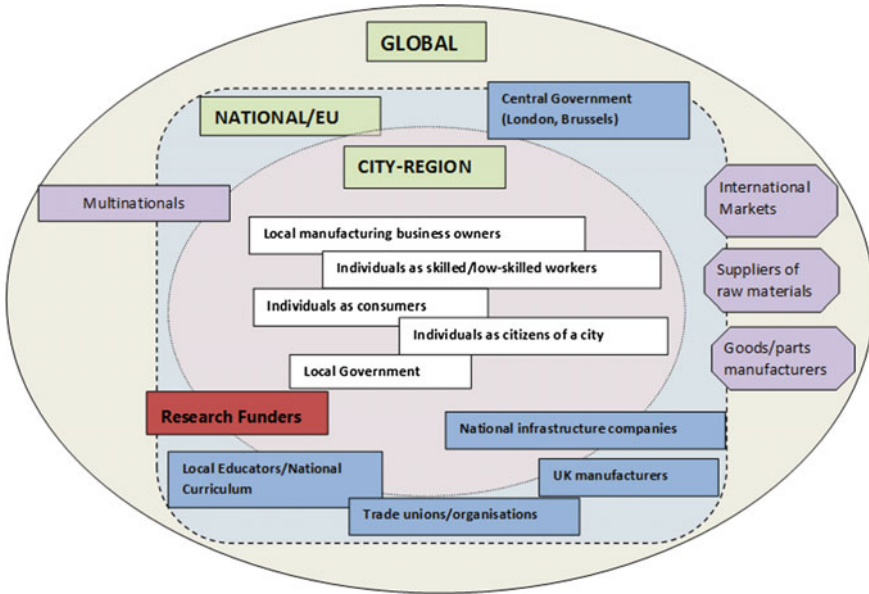 GLOBAL
Central Government
(London, Brussels)
NATIONAL/EU
CITY-REGION
International
Markets
Multinationals
Local manufacturing business owners
Individuals as skilled/low-skilled workers
Suppliers of
raw materials
Individuals as consumers
Individuals as citizens of a city
Goods/parts
manufacturers
Local Government
Research Funders
National infrastructure companies
Local Educators/National
Curriculum
UK manufacturers
Trade unions/organisations